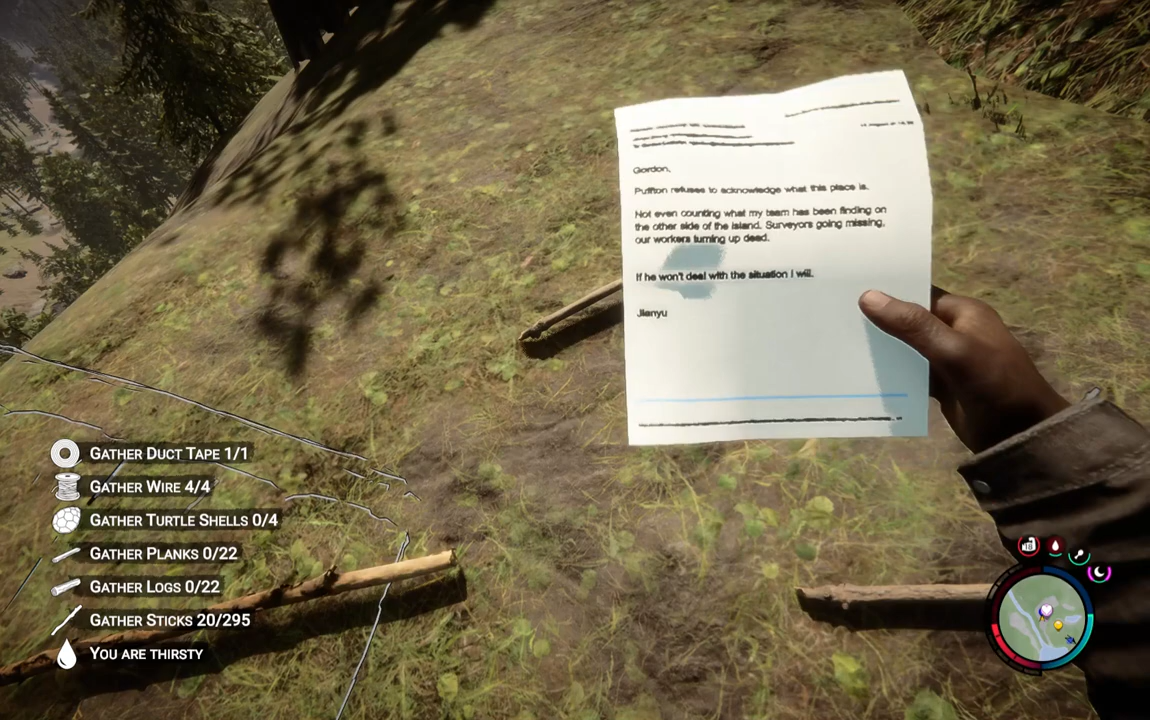 Gordon,
Puffton refuses to acknowledge what this place is.
Not even counting what my team has been finding on
the other side of the island. Surveyors going missing,
our workers turning up dead.
If he won't deal with the situation I will.
Jianyu
GATHER DUCT TAPE 1/1
GATHER WIRE 4/4
GATHER TURTLE SHELLS 0/4
GATHER PLANKS 0/22
GATHER LOGS 0/22
GATHER STICKS 20/295
YOU ARE THIRSTY